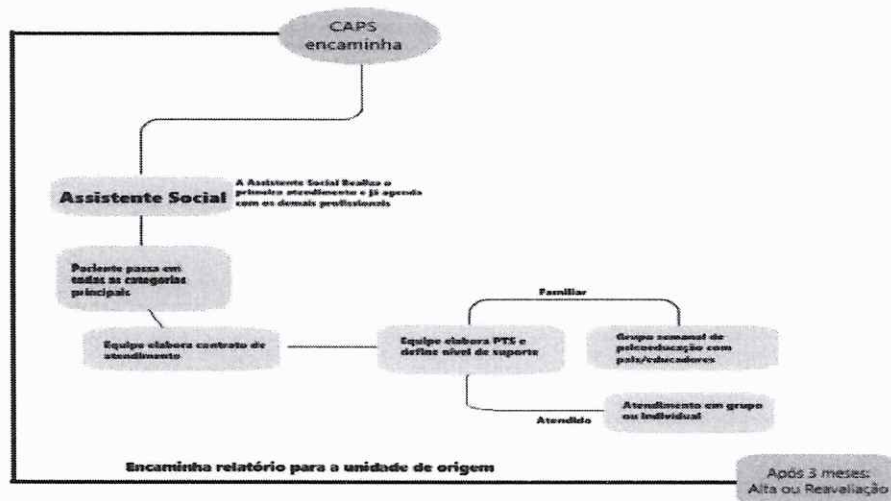 CAPS
encaminha
Assistente Social
A Assistente Social Realiza o
primeiro atendimento e já agenda
com os demais profissionais
Paciente passa em
todas as categorias
principais
Equipe elabora contrato de
atendimento
Equipe elabora PTS e
define nível de suporte
Familiar
Grupo semanal de
psicoeducação com
pais/educadores
Atendido
Atendimento em grupo
ou individual
Encaminha relatório para a unidade de origem
Após 3 meses:
Alta ou Reavaliação